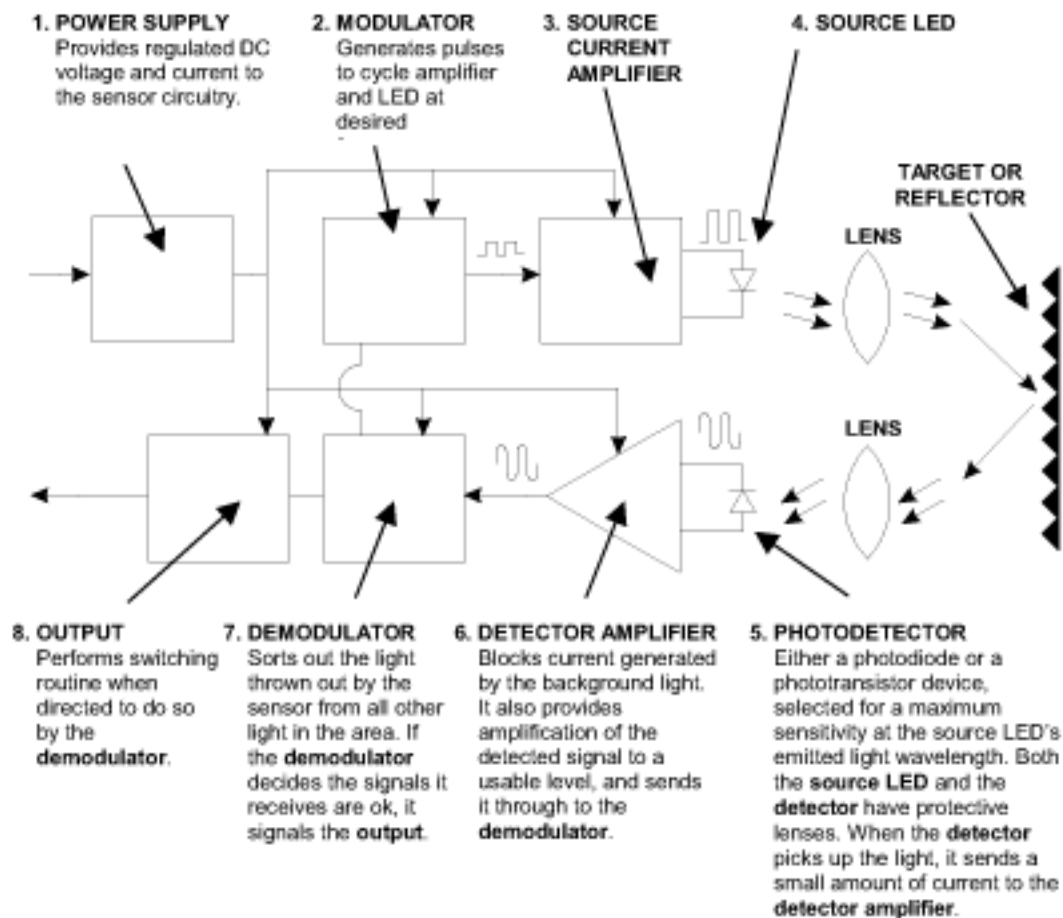 1. POWER SUPPLY
Provides regulated DC
voltage and current to
the sensor circuitry.
2. MODULATOR
Generates pulses
to cycle amplifier
and LED at
desired
3. SOURCE
CURRENT
AMPLIFIER
4. SOURCE LED
TARGET OR
REFLECTOR
LENS
LENS
8. OUTPUT
Performs switching
routine when
directed to do so
by the
demodulator.
7. DEMODULATOR
Sorts out the light
thrown out by the
sensor from all other
light in the area. If
the demodulator
decides the signals it
receives are ok, it
signals the output.
6. DETECTOR AMPLIFIER
Blocks current generated
by the background light.
It also provides
amplification of the
detected signal to a
usable level, and sends
it through to the
demodulator.
5. PHOTODETECTOR
Either a photodiode or a
phototransistor device,
selected for a maximum
sensitivity at the source LED's
emitted light wavelength. Both
the source LED and the
detector have protective
lenses. When the detector
picks up the light, it sends a
small amount of current to the
detector amplifier.